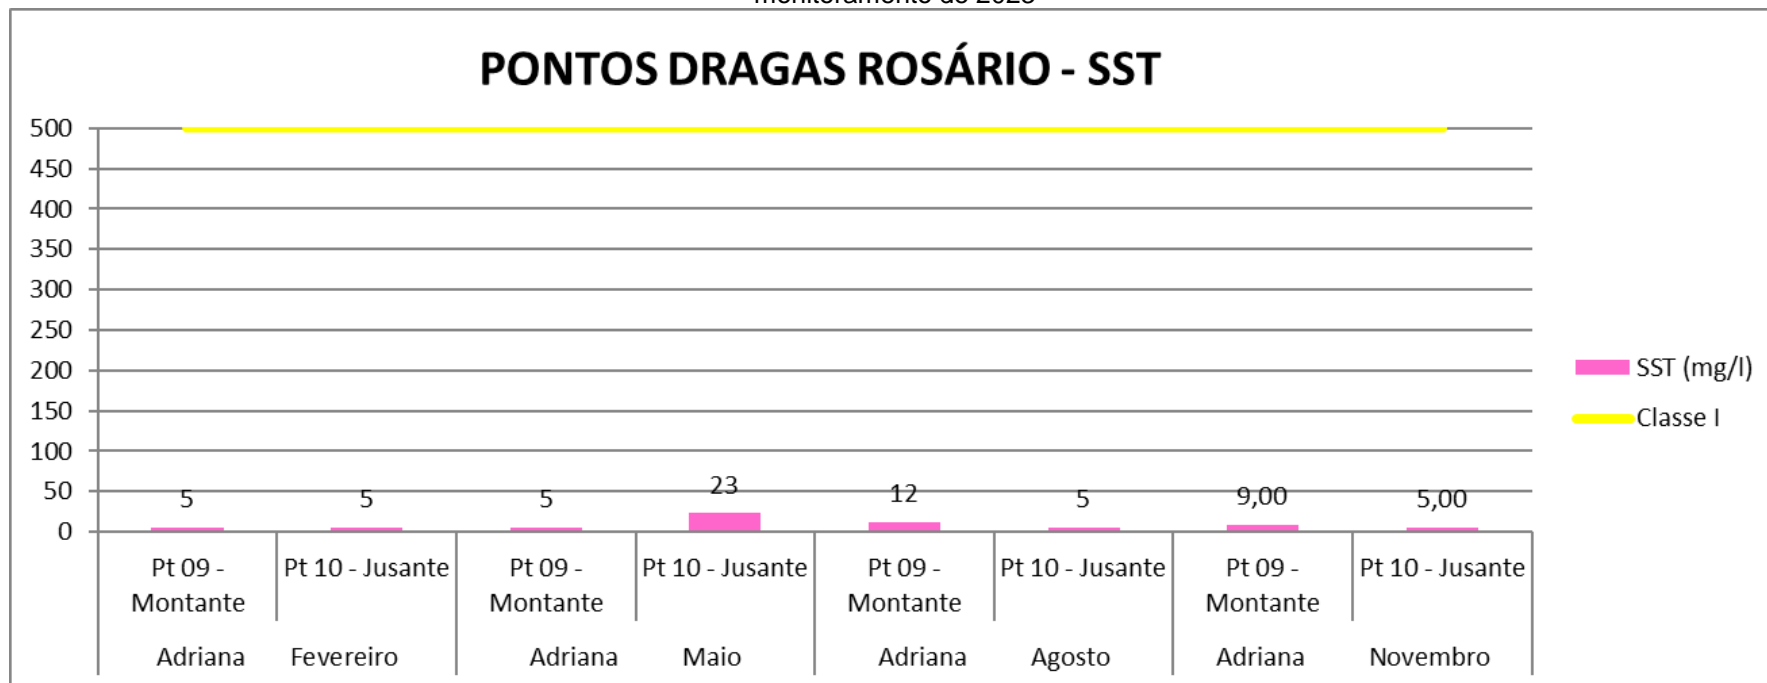 PONTOS DRAGAS ROSÁRIO - SST
500
450
400
350
300
250
200
150
100
50
0
5
5
5
23
12
5
9,00
5,00
SST (mg/l)
Classe I
Pt 09 -
Montante
Pt 10 - Jusante
Pt 09 -
Montante
Pt 10 - Jusante
Pt 09 -
Montante
Pt 10 - Jusante
Pt 09 -
Montante
Pt 10 - Jusante
Adriana Fevereiro
Adriana Maio
Adriana Agosto
Adriana Novembro